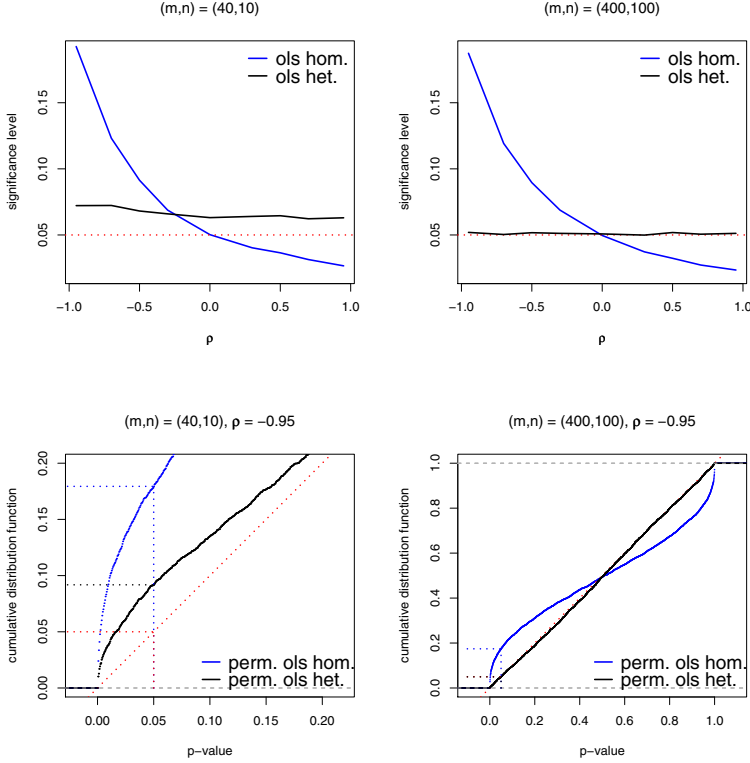 (m,n) = (40,10)
ols hom.
ols het.
significance level
0.05 0.10 0.15
−1.0 −0.5 0.0 0.5 1.0
ρ
(m,n) = (400,100)
ols hom.
ols het.
significance level
0.05 0.10 0.15
−1.0 −0.5 0.0 0.5 1.0
ρ
(m,n) = (40,10), ρ = −0.95
perm. ols hom.
perm. ols het.
cumulative distribution function
0.00 0.05 0.10 0.15 0.20
0.00 0.05 0.10 0.15 0.20
p−value
(m,n) = (400,100), ρ = −0.95
perm. ols hom.
perm. ols het.
cumulative distribution function
0.0 0.2 0.4 0.6 0.8 1.0
0.0 0.2 0.4 0.6 0.8 1.0
p−value